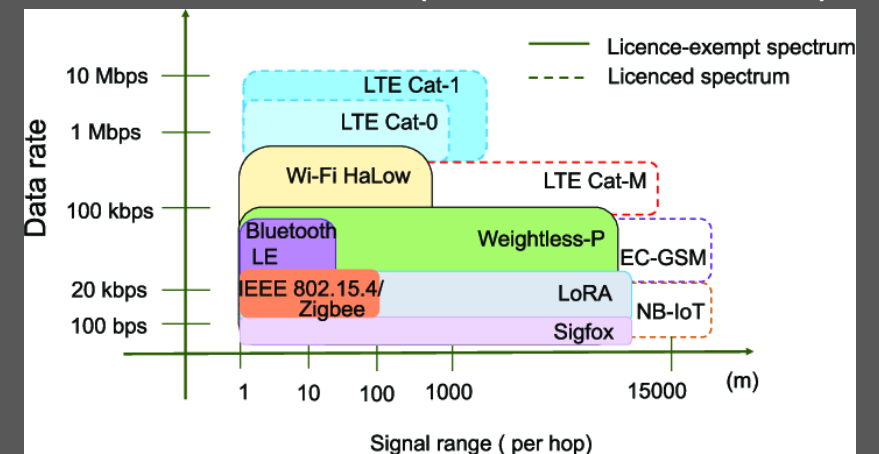 Licence-exempt spectrum
Licenced spectrum
Data rate
10 Mbps
1 Mbps
100 kbps
20 kbps
100 bps
LTE Cat-1
LTE Cat-0
Wi-Fi HaLow
LTE Cat-M
Bluetooth
LE
Weightless-P
EC-GSM
IEEE 802.15.4/
Zigbee
LoRA
NB-IoT
Sigfox
1 10 100 1000 15000 (m)
Signal range ( per hop)